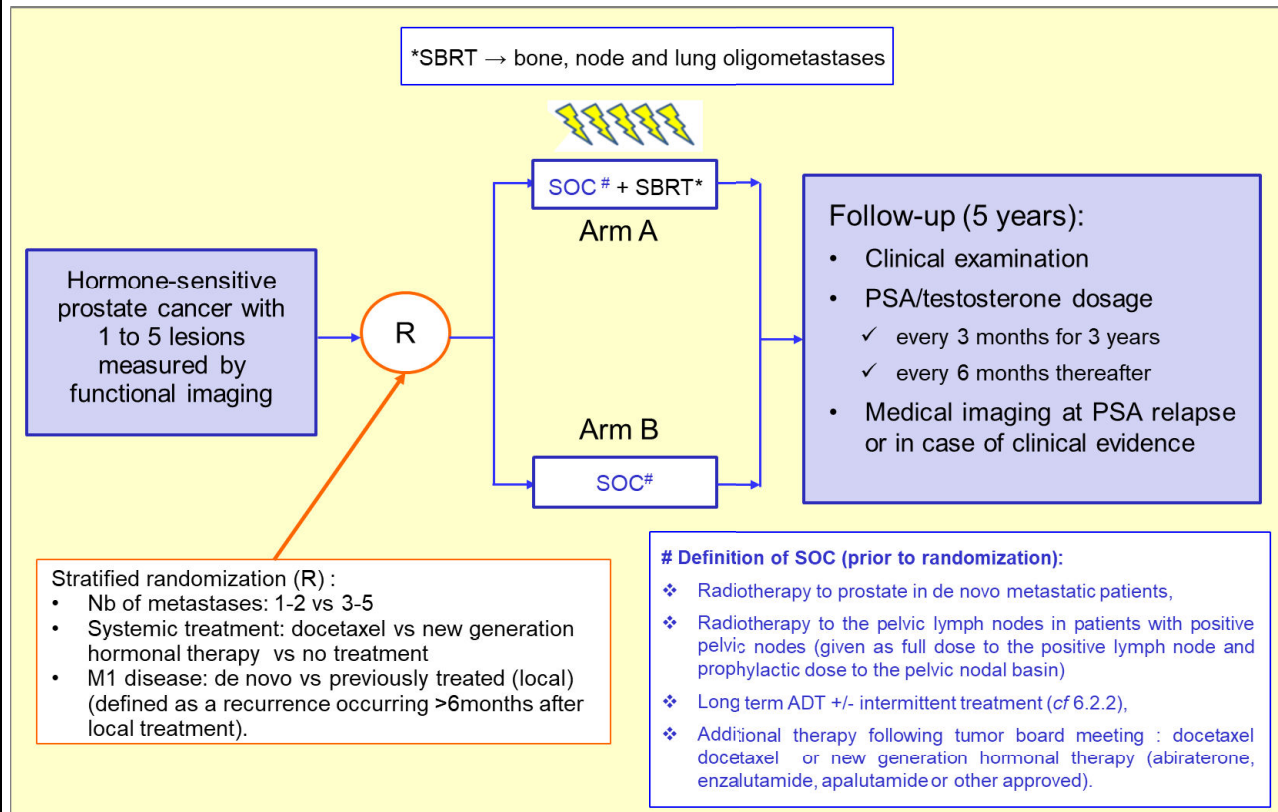 *SBRT → bone, node and lung oligometastases
SOC # + SBRT*
Arm A
Hormone-sensitive
prostate cancer with
1 to 5 lesions
measured by
functional imaging
R
Arm B
SOC#
Follow-up (5 years):
• Clinical examination
• PSA/testosterone dosage
✓ every 3 months for 3 years
✓ every 6 months thereafter
• Medical imaging at PSA relapse
or in case of clinical evidence
Stratified randomization (R) :
• Nb of metastases: 1-2 vs 3-5
• Systemic treatment: docetaxel vs new generation
hormonal therapy vs no treatment
• M1 disease: de novo vs previously treated (local)
(defined as a recurrence occurring >6months after
local treatment).
# Definition of SOC (prior to randomization):
❖ Radiotherapy to prostate in de novo metastatic patients,
❖ Radiotherapy to the pelvic lymph nodes in patients with positive
pelvic nodes (given as full dose to the positive lymph node and
prophylactic dose to the pelvic nodal basin)
❖ Long term ADT +/- intermittent treatment (cf 6.2.2),
❖ Additional therapy following tumor board meeting : docetaxel
docetaxel or new generation hormonal therapy (abiraterone,
enzalutamide, apalutamide or other approved).